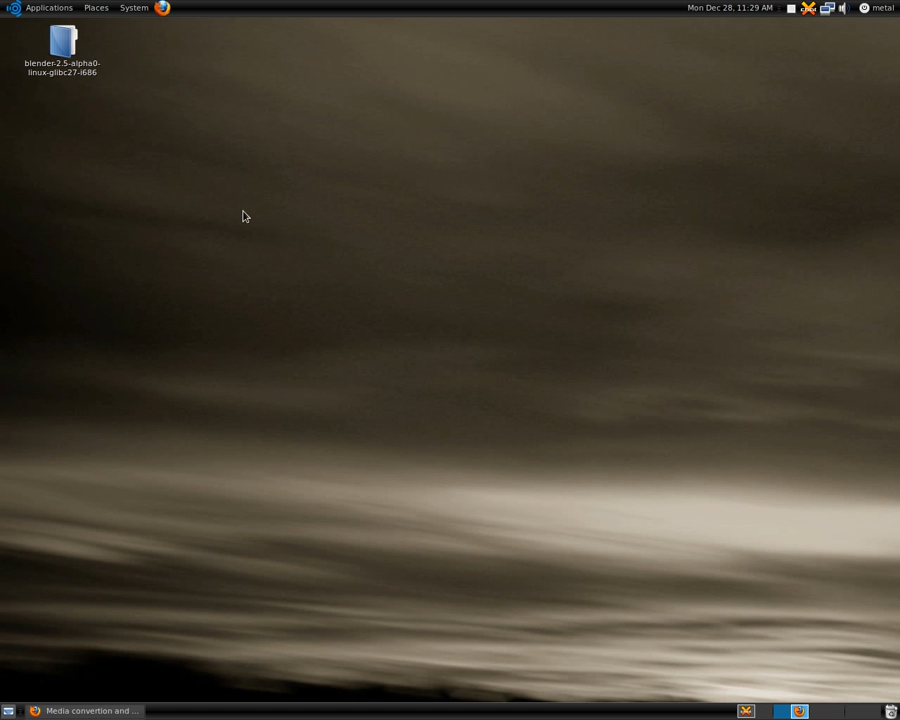 Applications Places System Mon Dec 28, 11:29 AM metal
blender-2.5-alpha0-
linux-glibc27-i686
Media convertion and ...